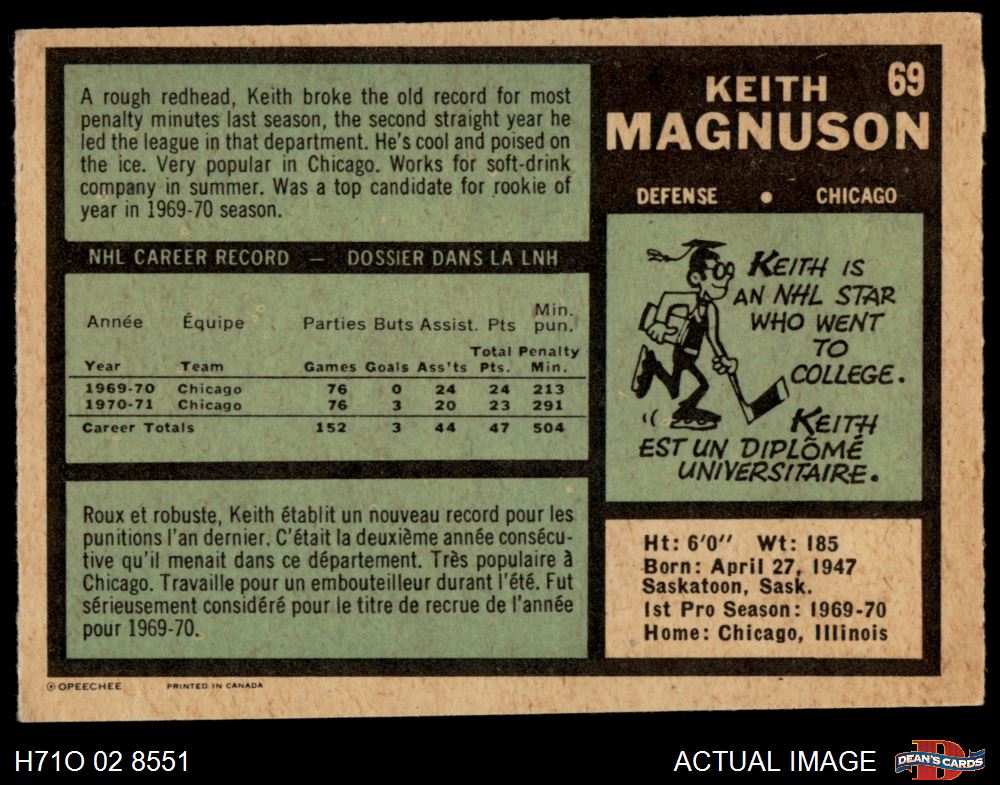 A rough redhead, Keith broke the old record for most
penalty minutes last season, the second straight year he
led the league in that department. He's cool and poised on
the ice. Very popular in Chicago. Works for soft-drink
company in summer. Was a top candidate for rookie of
year in 1969-70 season.
NHL CAREER RECORD — DOSSIER DANS LA LNH
Année Équipe Parties Buts Assist. Pts Min. pun.
Year Team Games Goals Ass'ts Total Pts. Penalty Min.
1969-70 Chicago 76 0 24 24 213
1970-71 Chicago 76 3 20 23 291
Career Totals 152 3 44 47 504
Roux et robuste, Keith établit un nouveau record pour les
punitions l'an dernier. C'était la deuxième année consécu-
tive qu'il menait dans ce département. Très populaire à
Chicago. Travaille pour un embouteilleur durant l'été. Fut
sérieusement considéré pour le titre de recrue de l'année
pour 1969-70.
KEITH 69
MAGNUSON
DEFENSE • CHICAGO
KEITH IS
AN NHL STAR
WHO WENT
TO
COLLEGE.
KEITH
EST UN DIPLÔMÉ
UNIVERSITAIRE.
Ht: 6'0" Wt: 185
Born: April 27, 1947
Saskatoon, Sask.
1st Pro Season: 1969-70
Home: Chicago, Illinois
© OPEECHEE PRINTED IN CANADA
H71O 02 8551 ACTUAL IMAGE DEAN'S CARDS